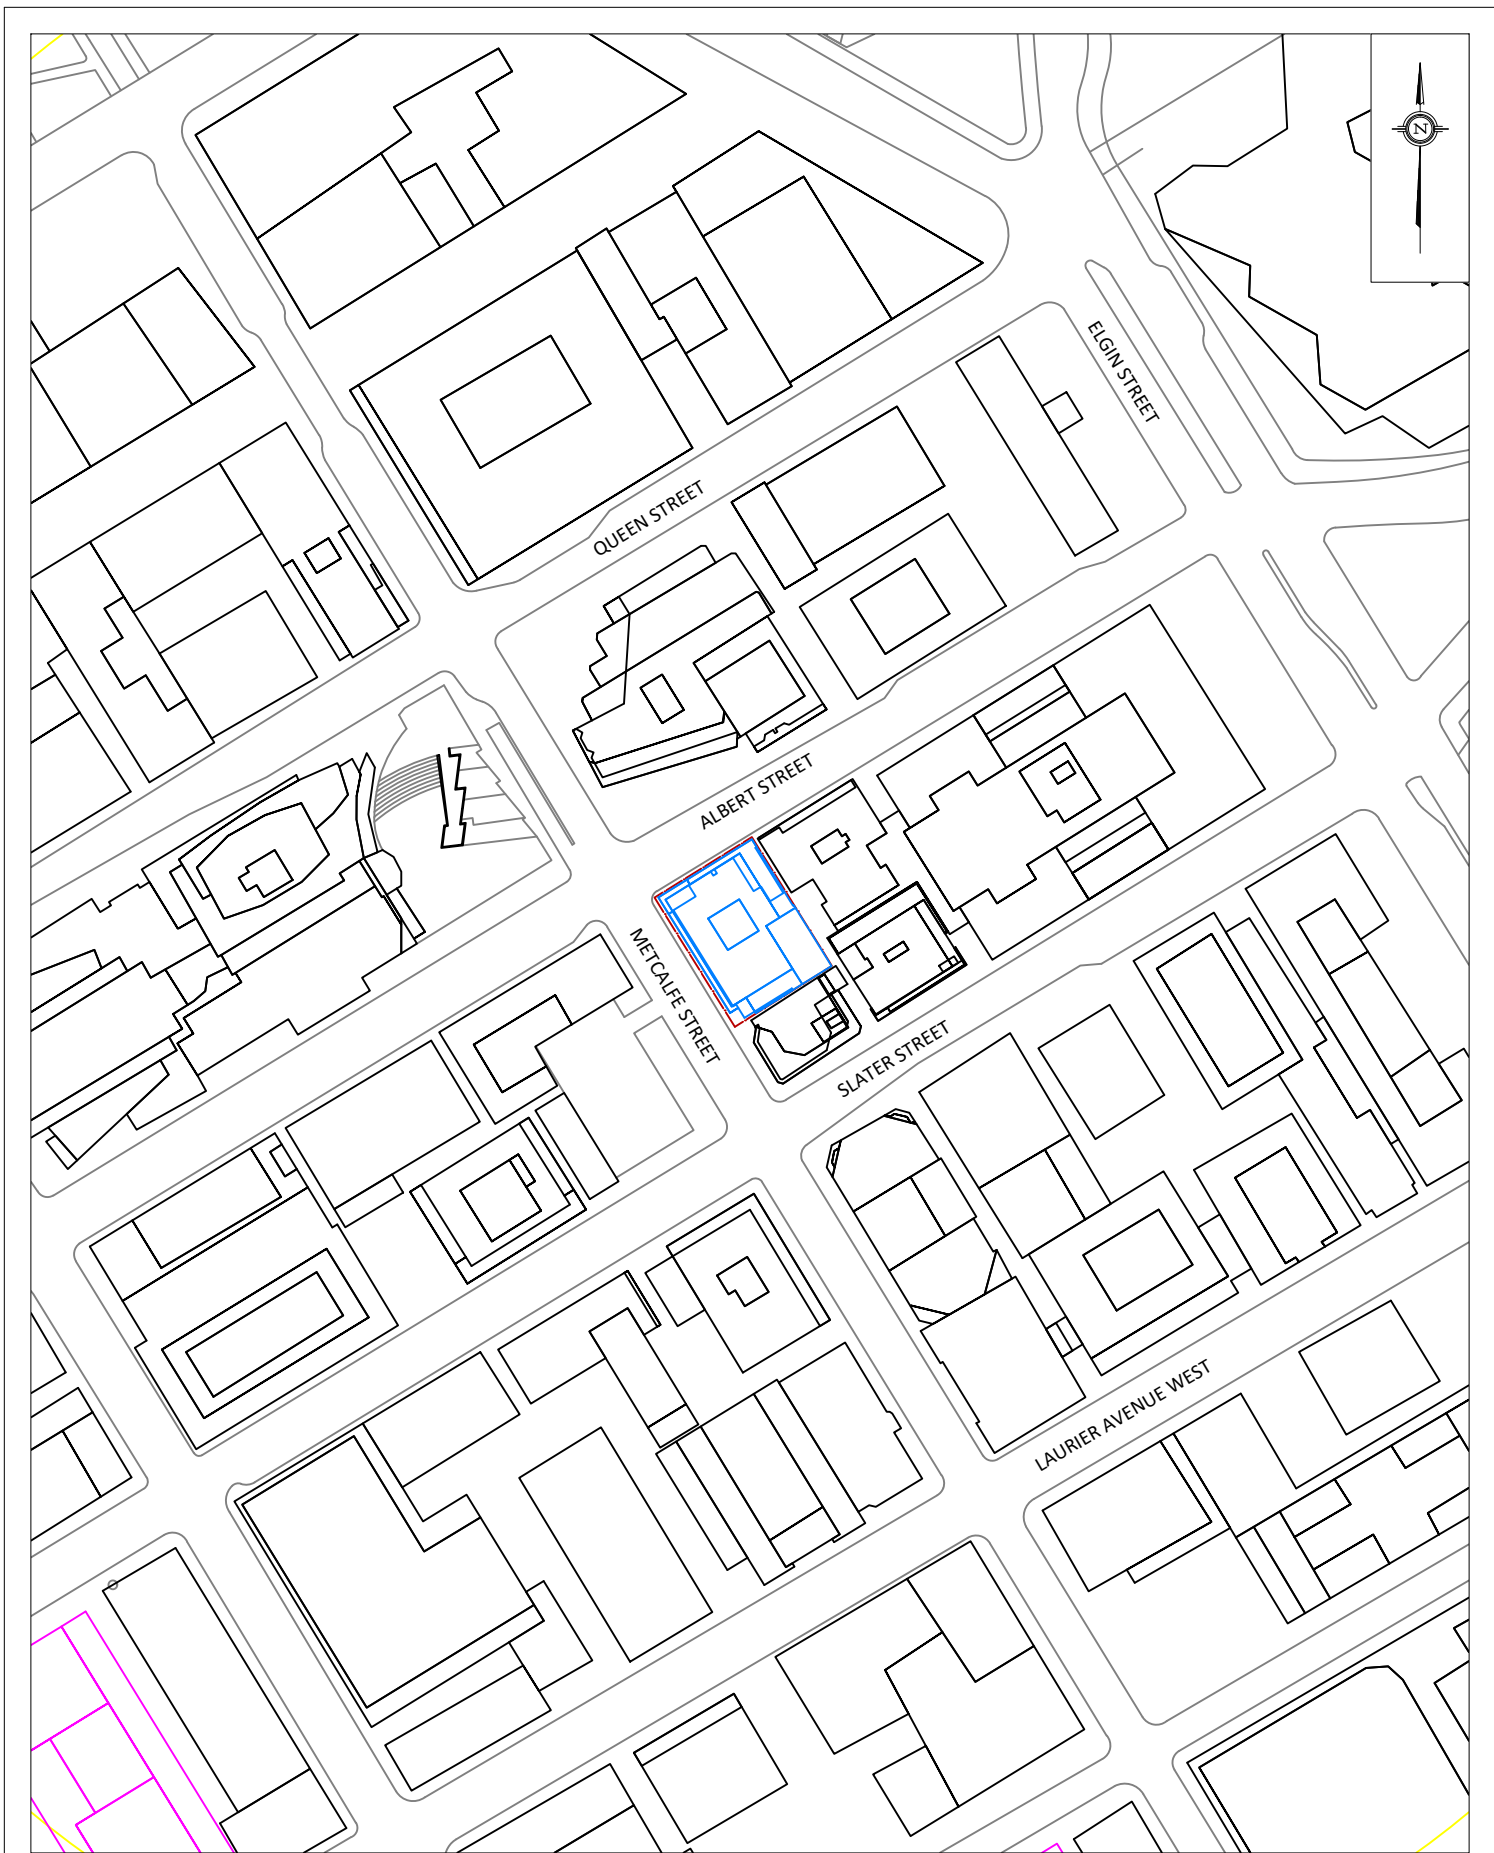 N
ELGIN STREET
QUEEN STREET
ALBERT STREET
METCALFE STREET
SLATER STREET
LAURIER AVENUE WEST